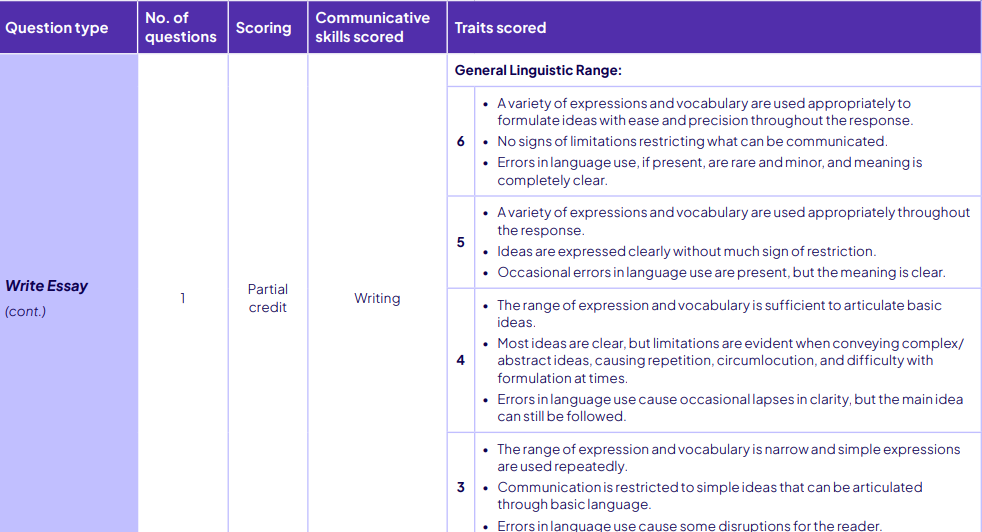 Question type
No. of
questions
Scoring
Communicative
skills scored
Traits scored
Write Essay
(cont.)
1
Partial
credit
Writing
General Linguistic Range:
6
• A variety of expressions and vocabulary are used appropriately to
formulate ideas with ease and precision throughout the response.
• No signs of limitations restricting what can be communicated.
• Errors in language use, if present, are rare and minor, and meaning is
completely clear.
5
• A variety of expressions and vocabulary are used appropriately throughout
the response.
• Ideas are expressed clearly without much sign of restriction.
• Occasional errors in language use are present, but the meaning is clear.
4
• The range of expression and vocabulary is sufficient to articulate basic
ideas.
• Most ideas are clear, but limitations are evident when conveying complex/
abstract ideas, causing repetition, circumlocution, and difficulty with
formulation at times.
• Errors in language use cause occasional lapses in clarity, but the main idea
can still be followed.
3
• The range of expression and vocabulary is narrow and simple expressions
are used repeatedly.
• Communication is restricted to simple ideas that can be articulated
through basic language.
• Errors in language use cause some disruptions for the reader.